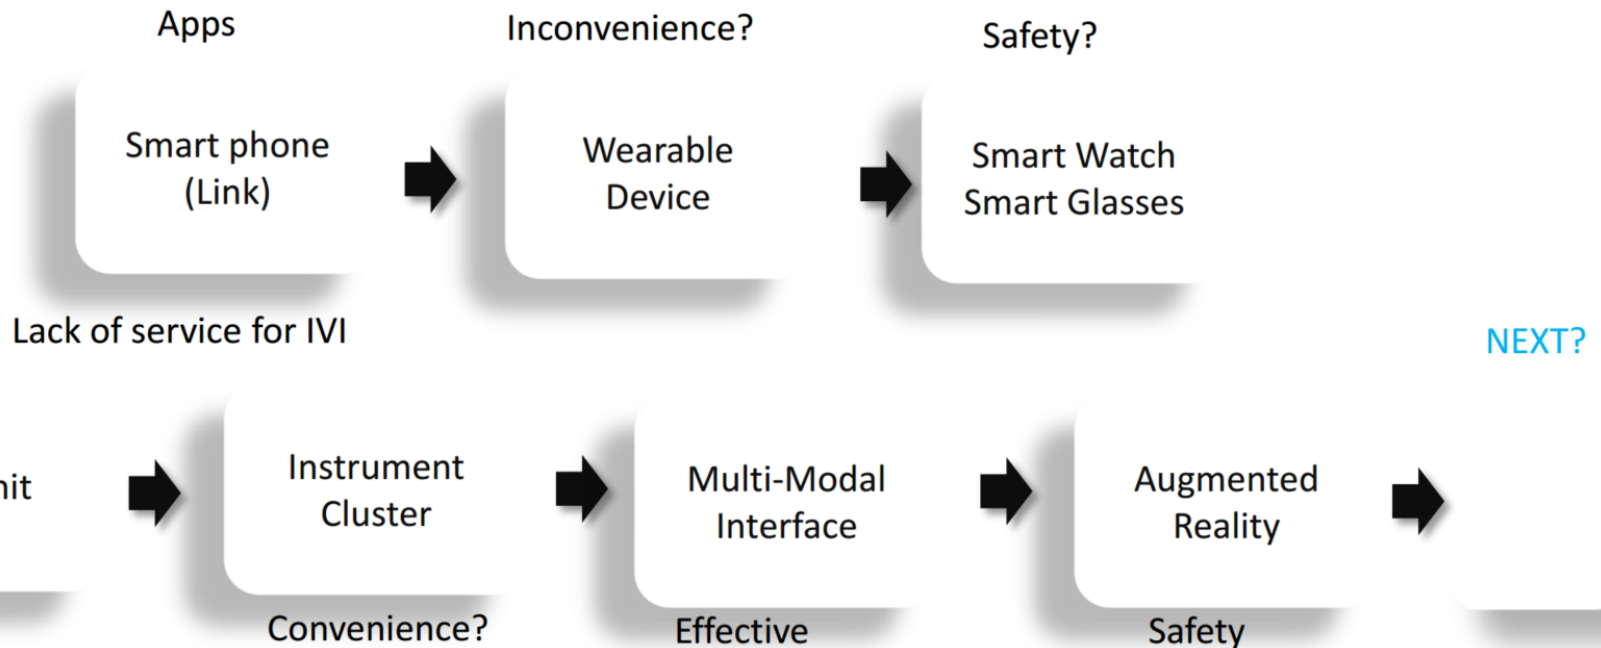 Apps
Inconvenience?
Safety?
Smart phone
(Link)
Wearable
Device
Smart Watch
Smart Glasses
Lack of service for IVI
NEXT?
nit
Instrument
Cluster
Multi-Modal
Interface
Augmented
Reality
Convenience?
Effective
Safety